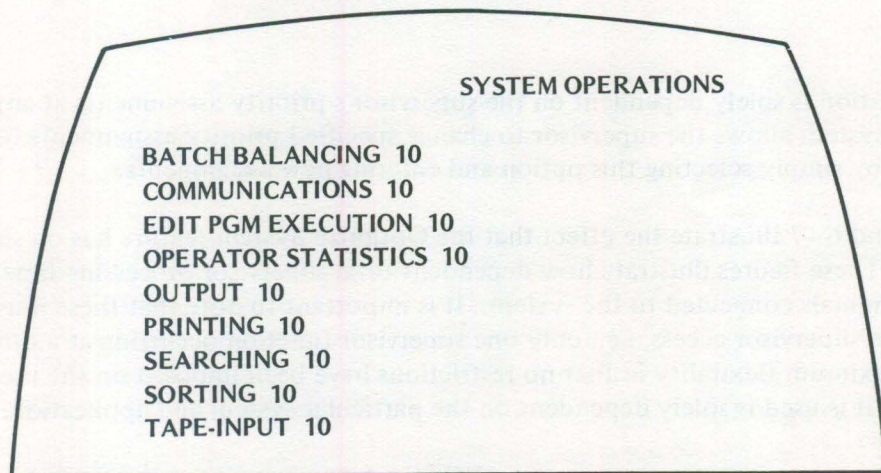 SYSTEM OPERATIONS
BATCH BALANCING 10
COMMUNICATIONS 10
EDIT PGM EXECUTION 10
OPERATOR STATISTICS 10
OUTPUT 10
PRINTING 10
SEARCHING 10
SORTING 10
TAPE-INPUT 10